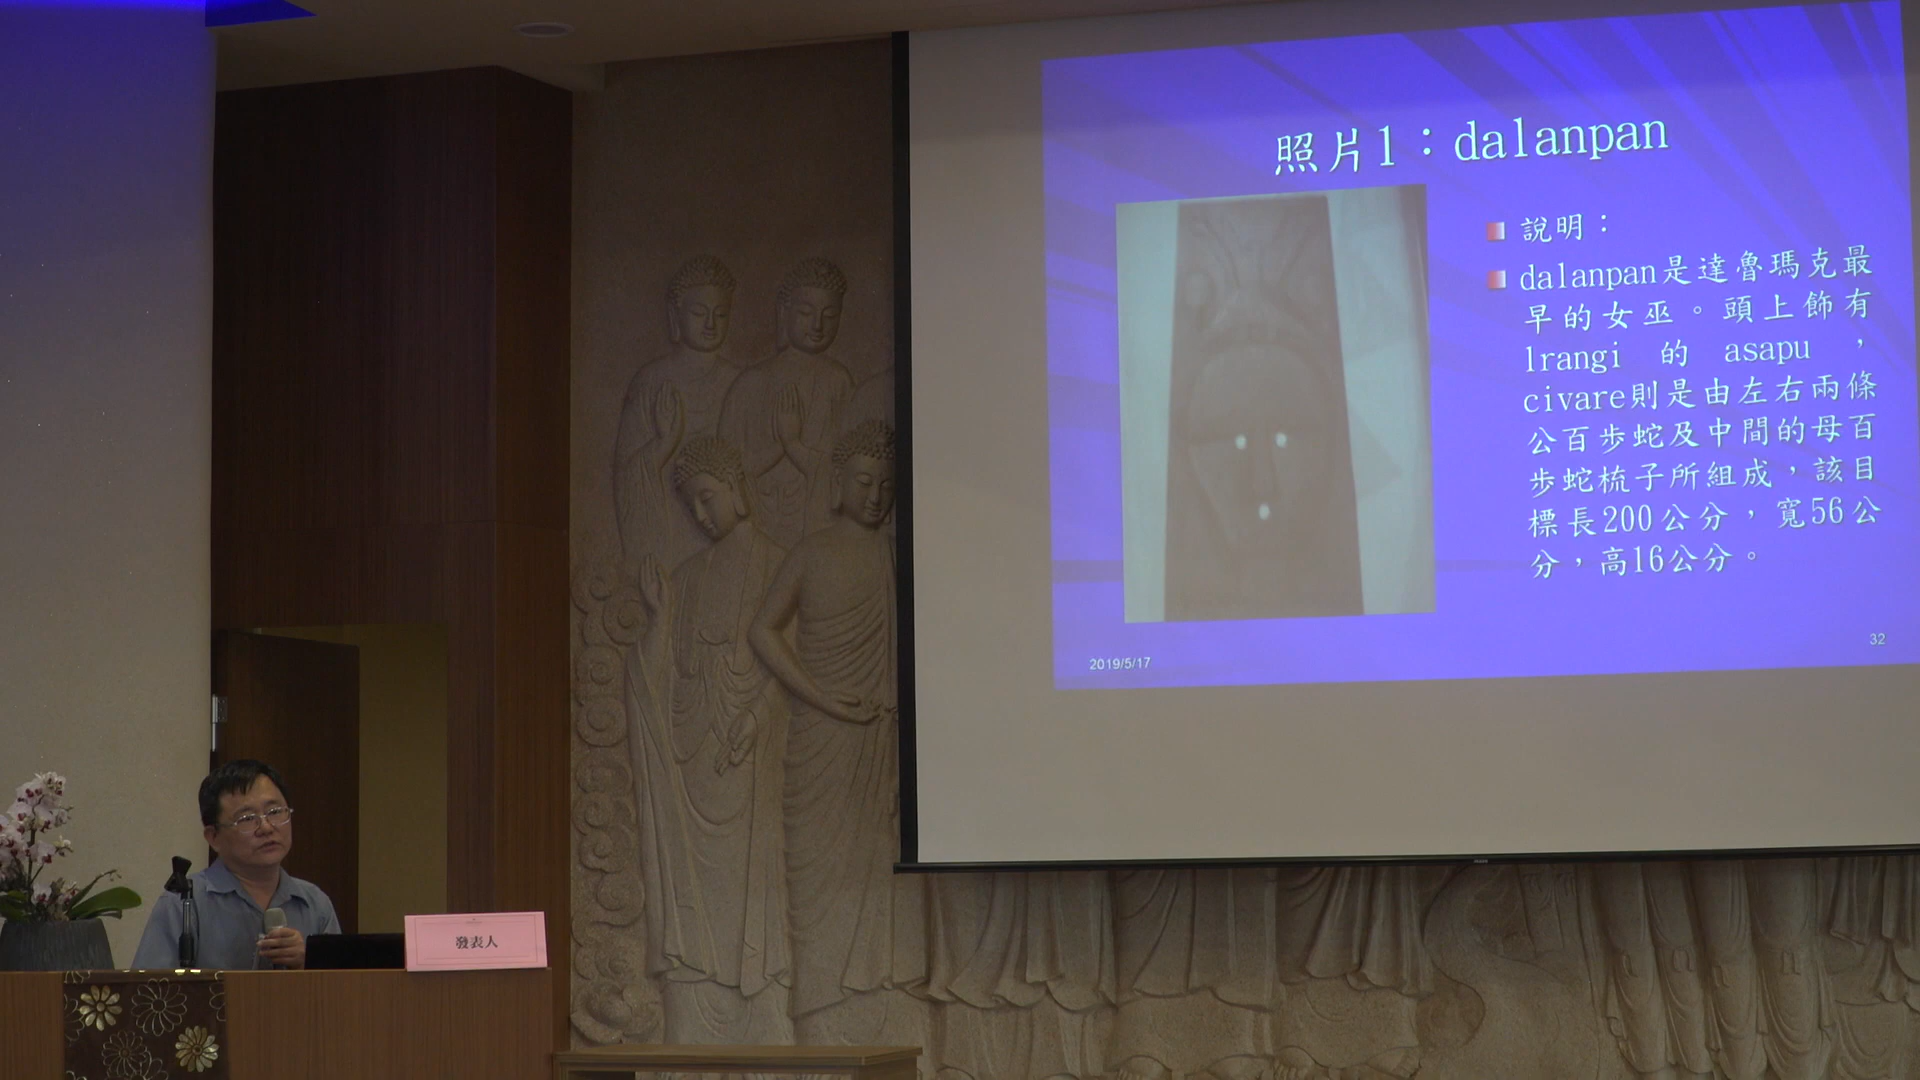 照片1：dalanpan
說明：
dalanpan是達魯瑪克最
早的女巫。頭上飾有
lrangi 的 asapu ，
civare則是由左右兩條
公百步蛇及中間的母百
步蛇梳子所組成，該目
標長200公分，寬56公
分，高16公分。
2019/5/17
32
發表人